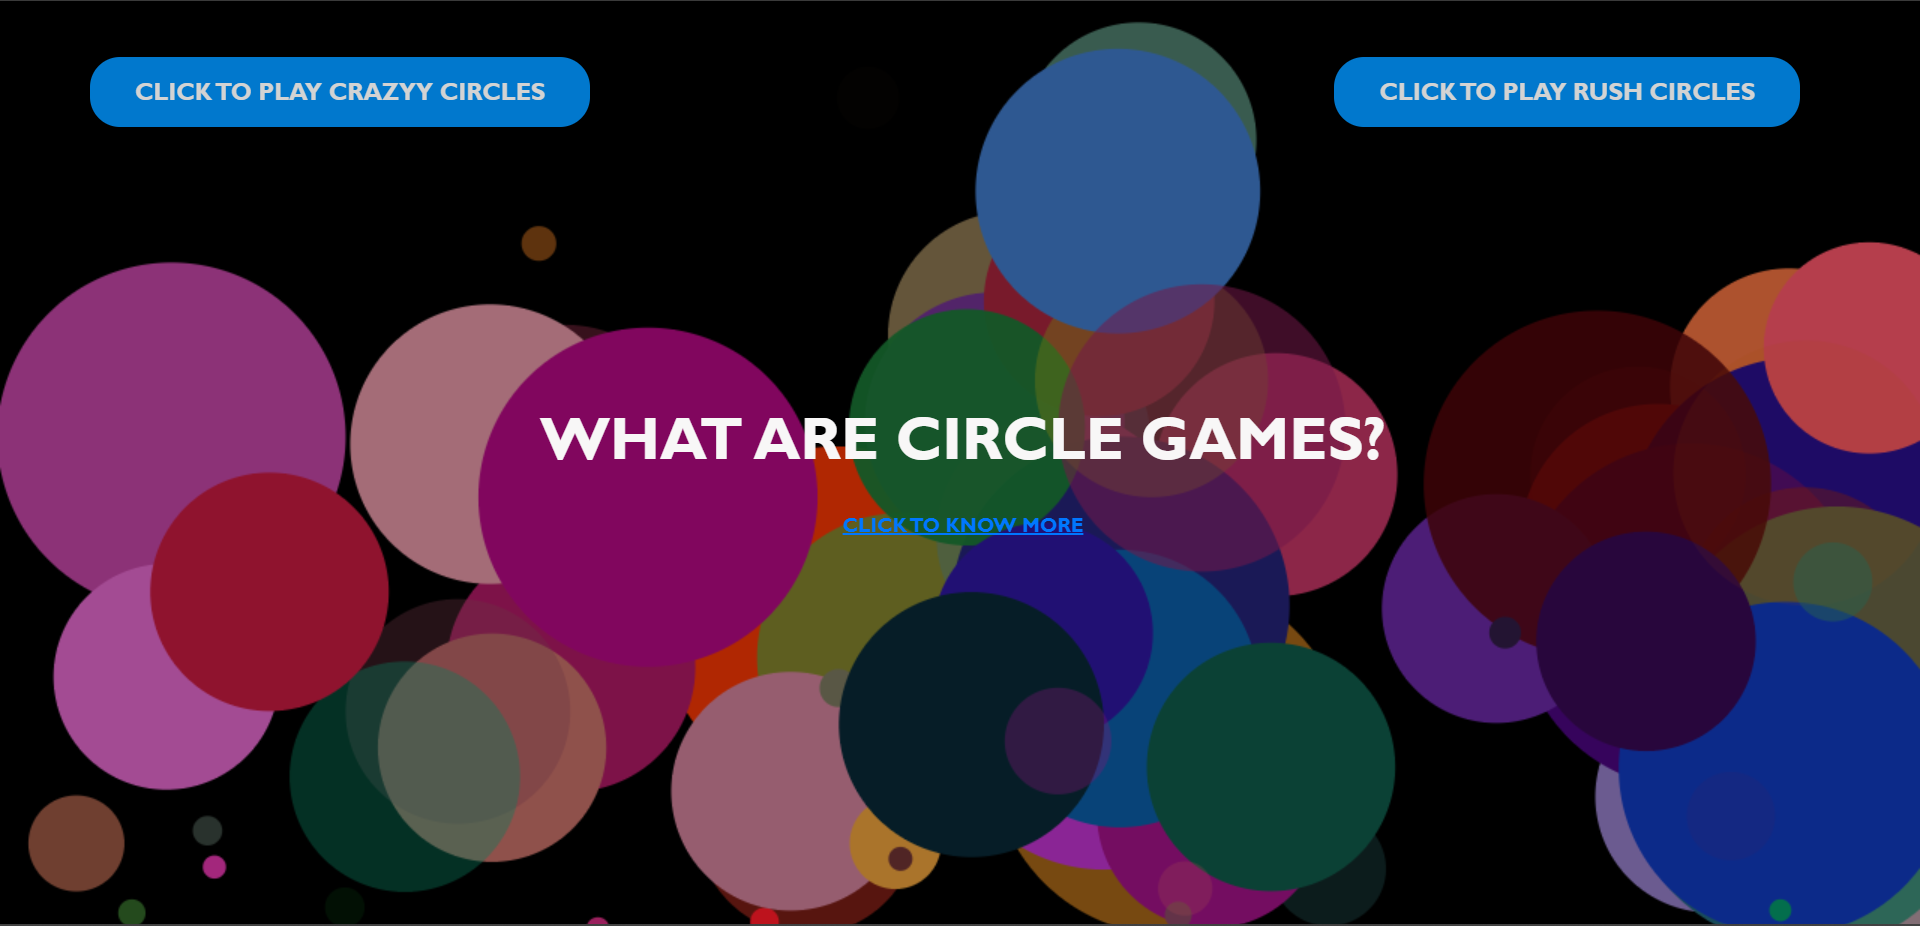 CLICK TO PLAY CRAZYY CIRCLES
CLICK TO PLAY RUSH CIRCLES
WHAT ARE CIRCLE GAMES?
CLICK TO KNOW MORE